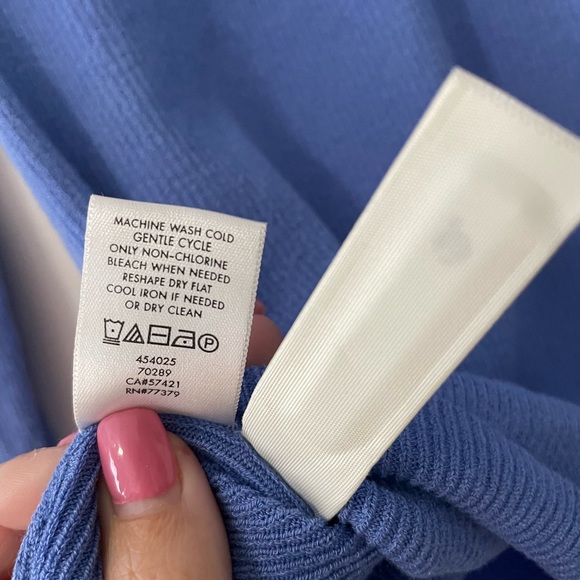 MACHINE WASH COLD
GENTLE CYCLE
ONLY NON-CHLORINE
BLEACH WHEN NEEDED
RESHAPE DRY FLAT
COOL IRON IF NEEDED
OR DRY CLEAN
P
454025
70289
CA#57421
RN#77379